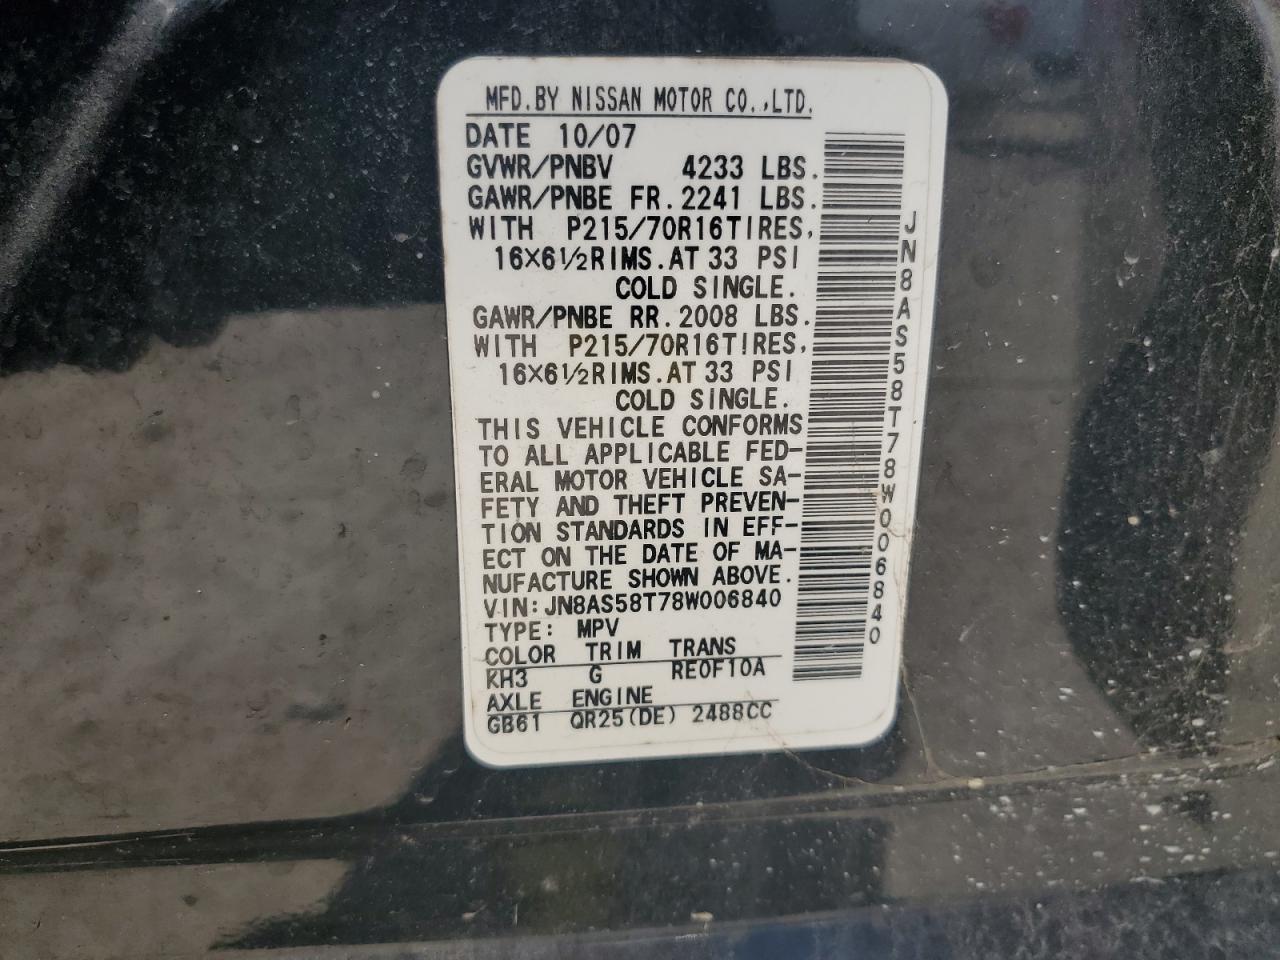 MFD.BY NISSAN MOTOR CO.,LTD.
DATE 10/07
GVWR/PNBV 4233 LBS.
GAWR/PNBE FR.2241 LBS.
WITH P215/70R16TIRES,
16×6½RIMS.AT 33 PSI
COLD SINGLE.
GAWR/PNBE RR.2008 LBS.
WITH P215/70R16TIRES,
16×6½RIMS.AT 33 PSI
COLD SINGLE.
THIS VEHICLE CONFORMS
TO ALL APPLICABLE FED-
ERAL MOTOR VEHICLE SA-
FETY AND THEFT PREVEN-
TION STANDARDS IN EFF-
ECT ON THE DATE OF MA-
NUFACTURE SHOWN ABOVE.
VIN:JN8AS58T78W006840
TYPE: MPV
COLOR TRIM TRANS
KH3 G RE0F10A
AXLE ENGINE
GB61 QR25(DE) 2488CC
JN8AS58T78W006840